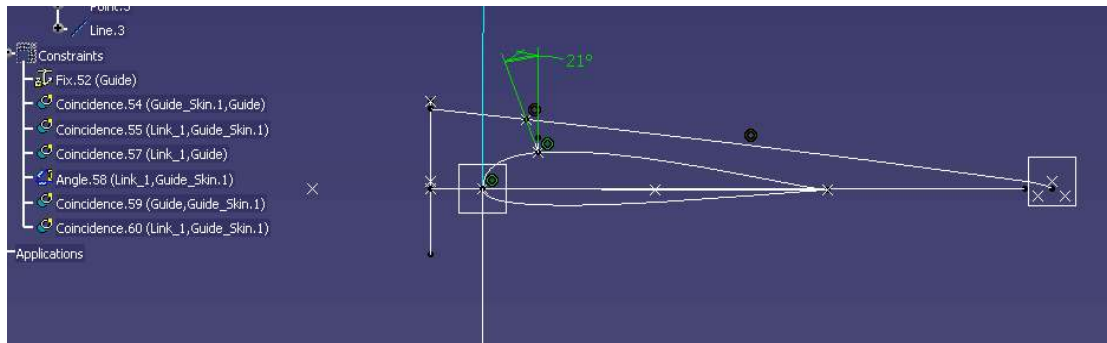 Point.3
Line.3
Constraints
Fix.52 (Guide)
Coincidence.54 (Guide_Skin.1,Guide)
Coincidence.55 (Link_1,Guide_Skin.1)
Coincidence.57 (Link_1,Guide)
Angle.58 (Link_1,Guide_Skin.1)
Coincidence.59 (Guide,Guide_Skin.1)
Coincidence.60 (Link_1,Guide_Skin.1)
Applications
21°